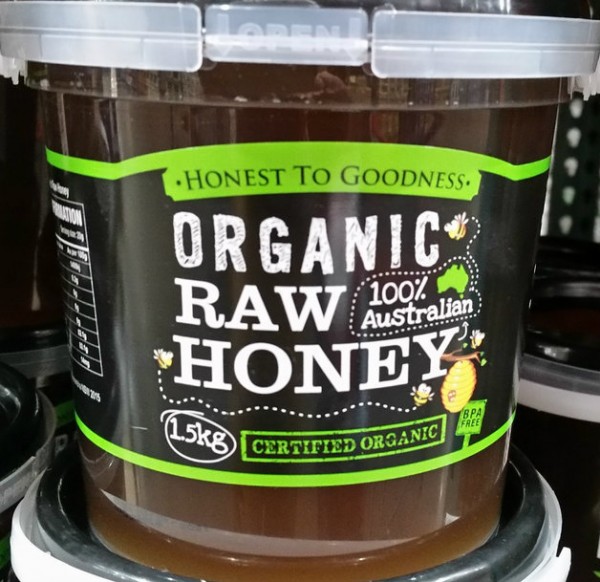 OPEN
·HONEST TO GOODNESS·
ORGANIC
RAW
100%
Australian
HONEY
1.5kg
CERTIFIED ORGANIC
BPA
FREE